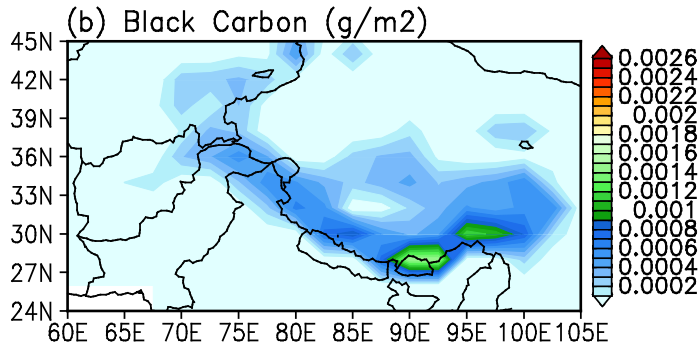 (b) Black Carbon (g/m2)
45N
42N
39N
36N
33N
30N
27N
24N
60E 65E 70E 75E 80E 85E 90E 95E 100E 105E
0.0026
0.0024
0.0022
0.002
0.0018
0.0016
0.0014
0.0012
0.001
0.0008
0.0006
0.0004
0.0002